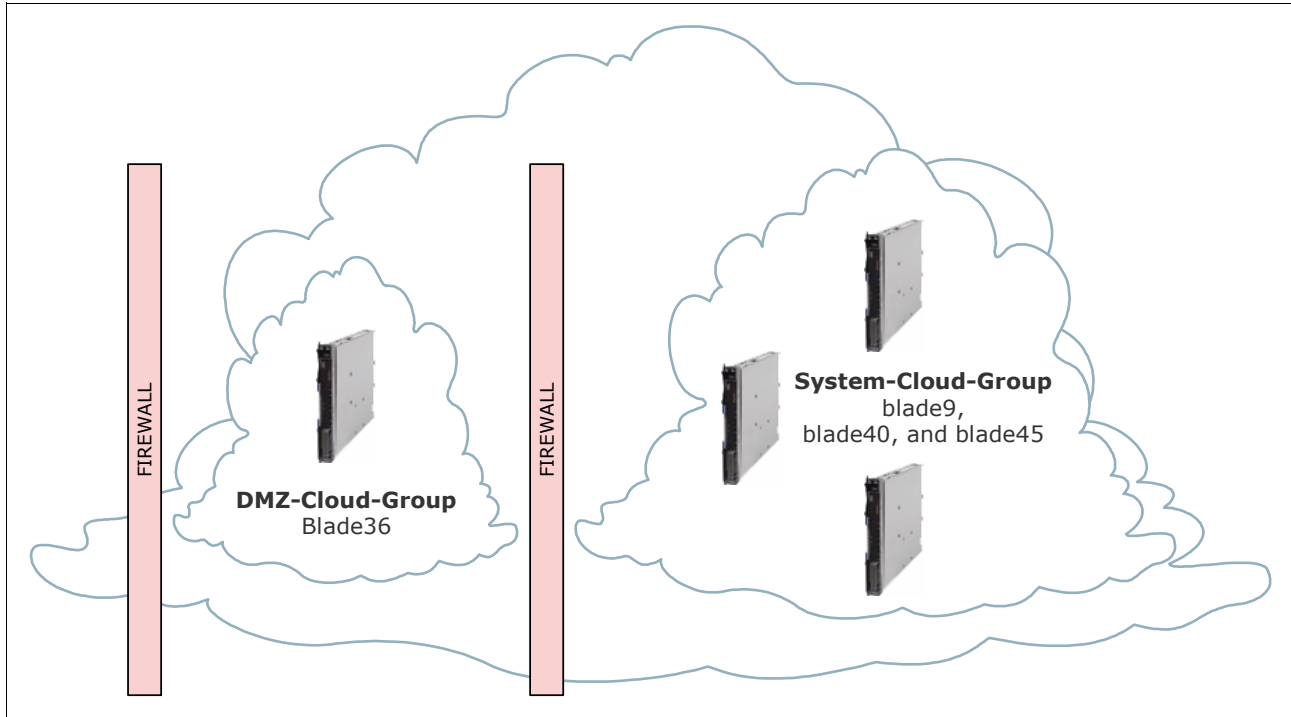 FIREWALL
DMZ-Cloud-Group
Blade36
FIREWALL
System-Cloud-Group
blade9,
blade40, and blade45